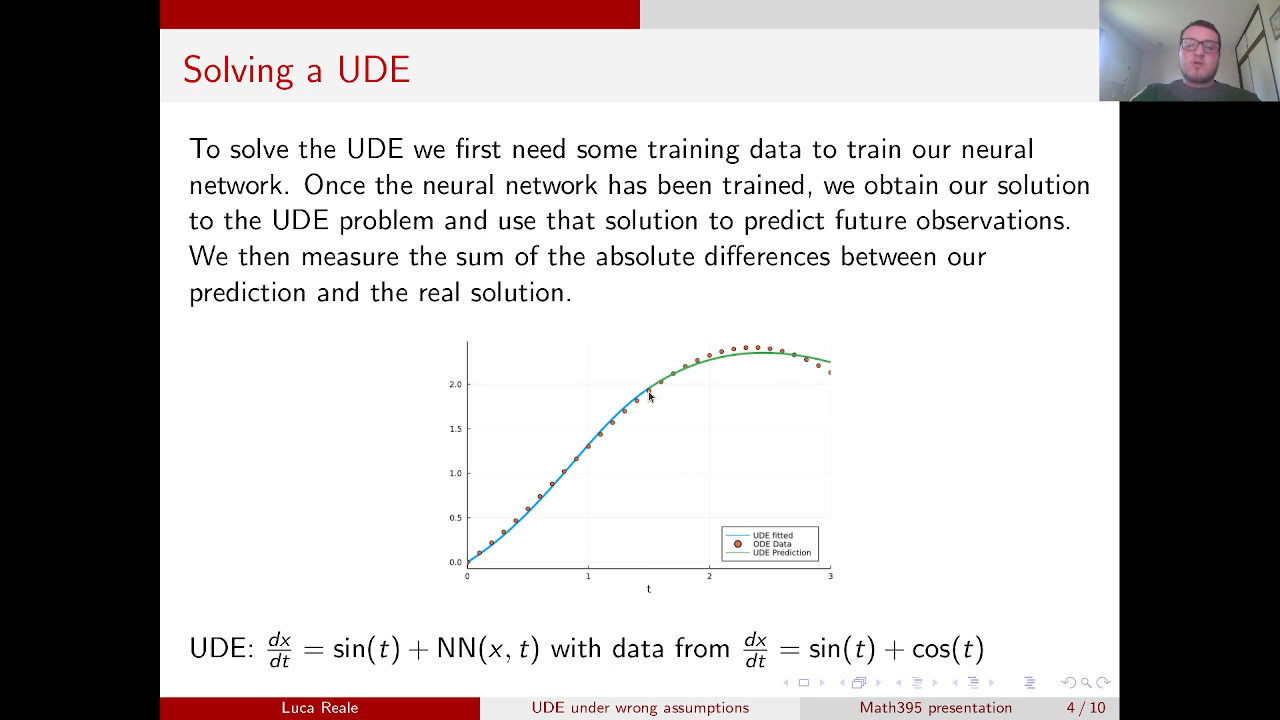 Solving a UDE
To solve the UDE we first need some training data to train our neural
network. Once the neural network has been trained, we obtain our solution
to the UDE problem and use that solution to predict future observations.
We then measure the sum of the absolute differences between our
prediction and the real solution.
2.0
1.5
1.0
0.5
0.0
0 1 2 3
t
UDE fitted
ODE Data
UDE Prediction
UDE: dx/dt = sin(t) + NN(x, t) with data from dx/dt = sin(t) + cos(t)
Luca Reale UDE under wrong assumptions Math395 presentation 4 / 10